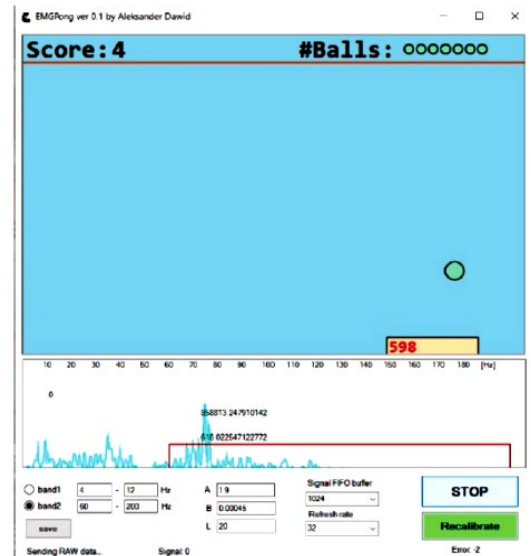 EMGPong ver 0.1 by Aleksander Dawid
Score:4 #Balls: ooooooo
598
10 20 30 40 50 60 70 80 90 100 110 120 130 140 150 160 170 180 [Hz]
0
858813.247910142
618.022547122772
band1 4 - 12 Hz A 1.9 Signal FIFO buffer STOP
1024
band2 60 - 200 Hz B 0.00045 Refresh rate
save L 20 32 Recalibrate
Sending RAW data... Signal: 0 Error: -2